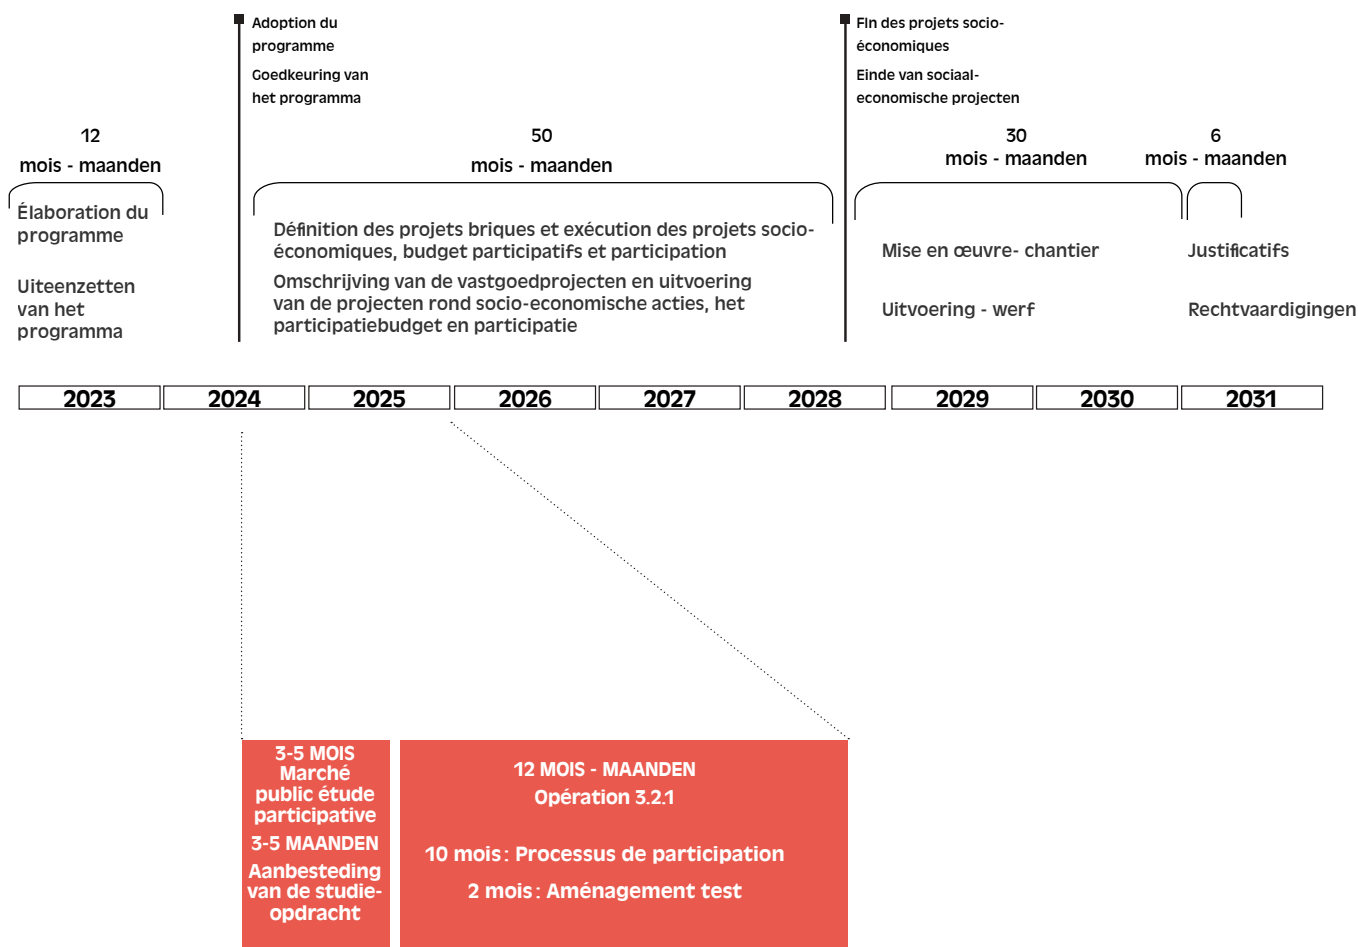 Adoption du
programme
Goedkeuring van
het programma
FIn des projets socio-
économiques
Einde van sociaal-
economische projecten
12
mois - maanden
50
mois - maanden
30
mois - maanden
6
mois - maanden
Élaboration du
programme
Uiteenzetten
van het
programma
Définition des projets briques et exécution des projets socio-
économiques, budget participatifs et participation
Omschrijving van de vastgoedprojecten en uitvoering
van de projecten rond socio-economische acties, het
participatiebudget en participatie
Mise en œuvre- chantier
Uitvoering - werf
Justificatifs
Rechtvaardigingen
2023
2024
2025
2026
2027
2028
2029
2030
2031
3-5 MOIS
Marché
public étude
participative
3-5 MAANDEN
Aanbesteding
van de studie-
opdracht
12 MOIS - MAANDEN
Opération 3.2.1
10 mois : Processus de participation
2 mois : Aménagement test